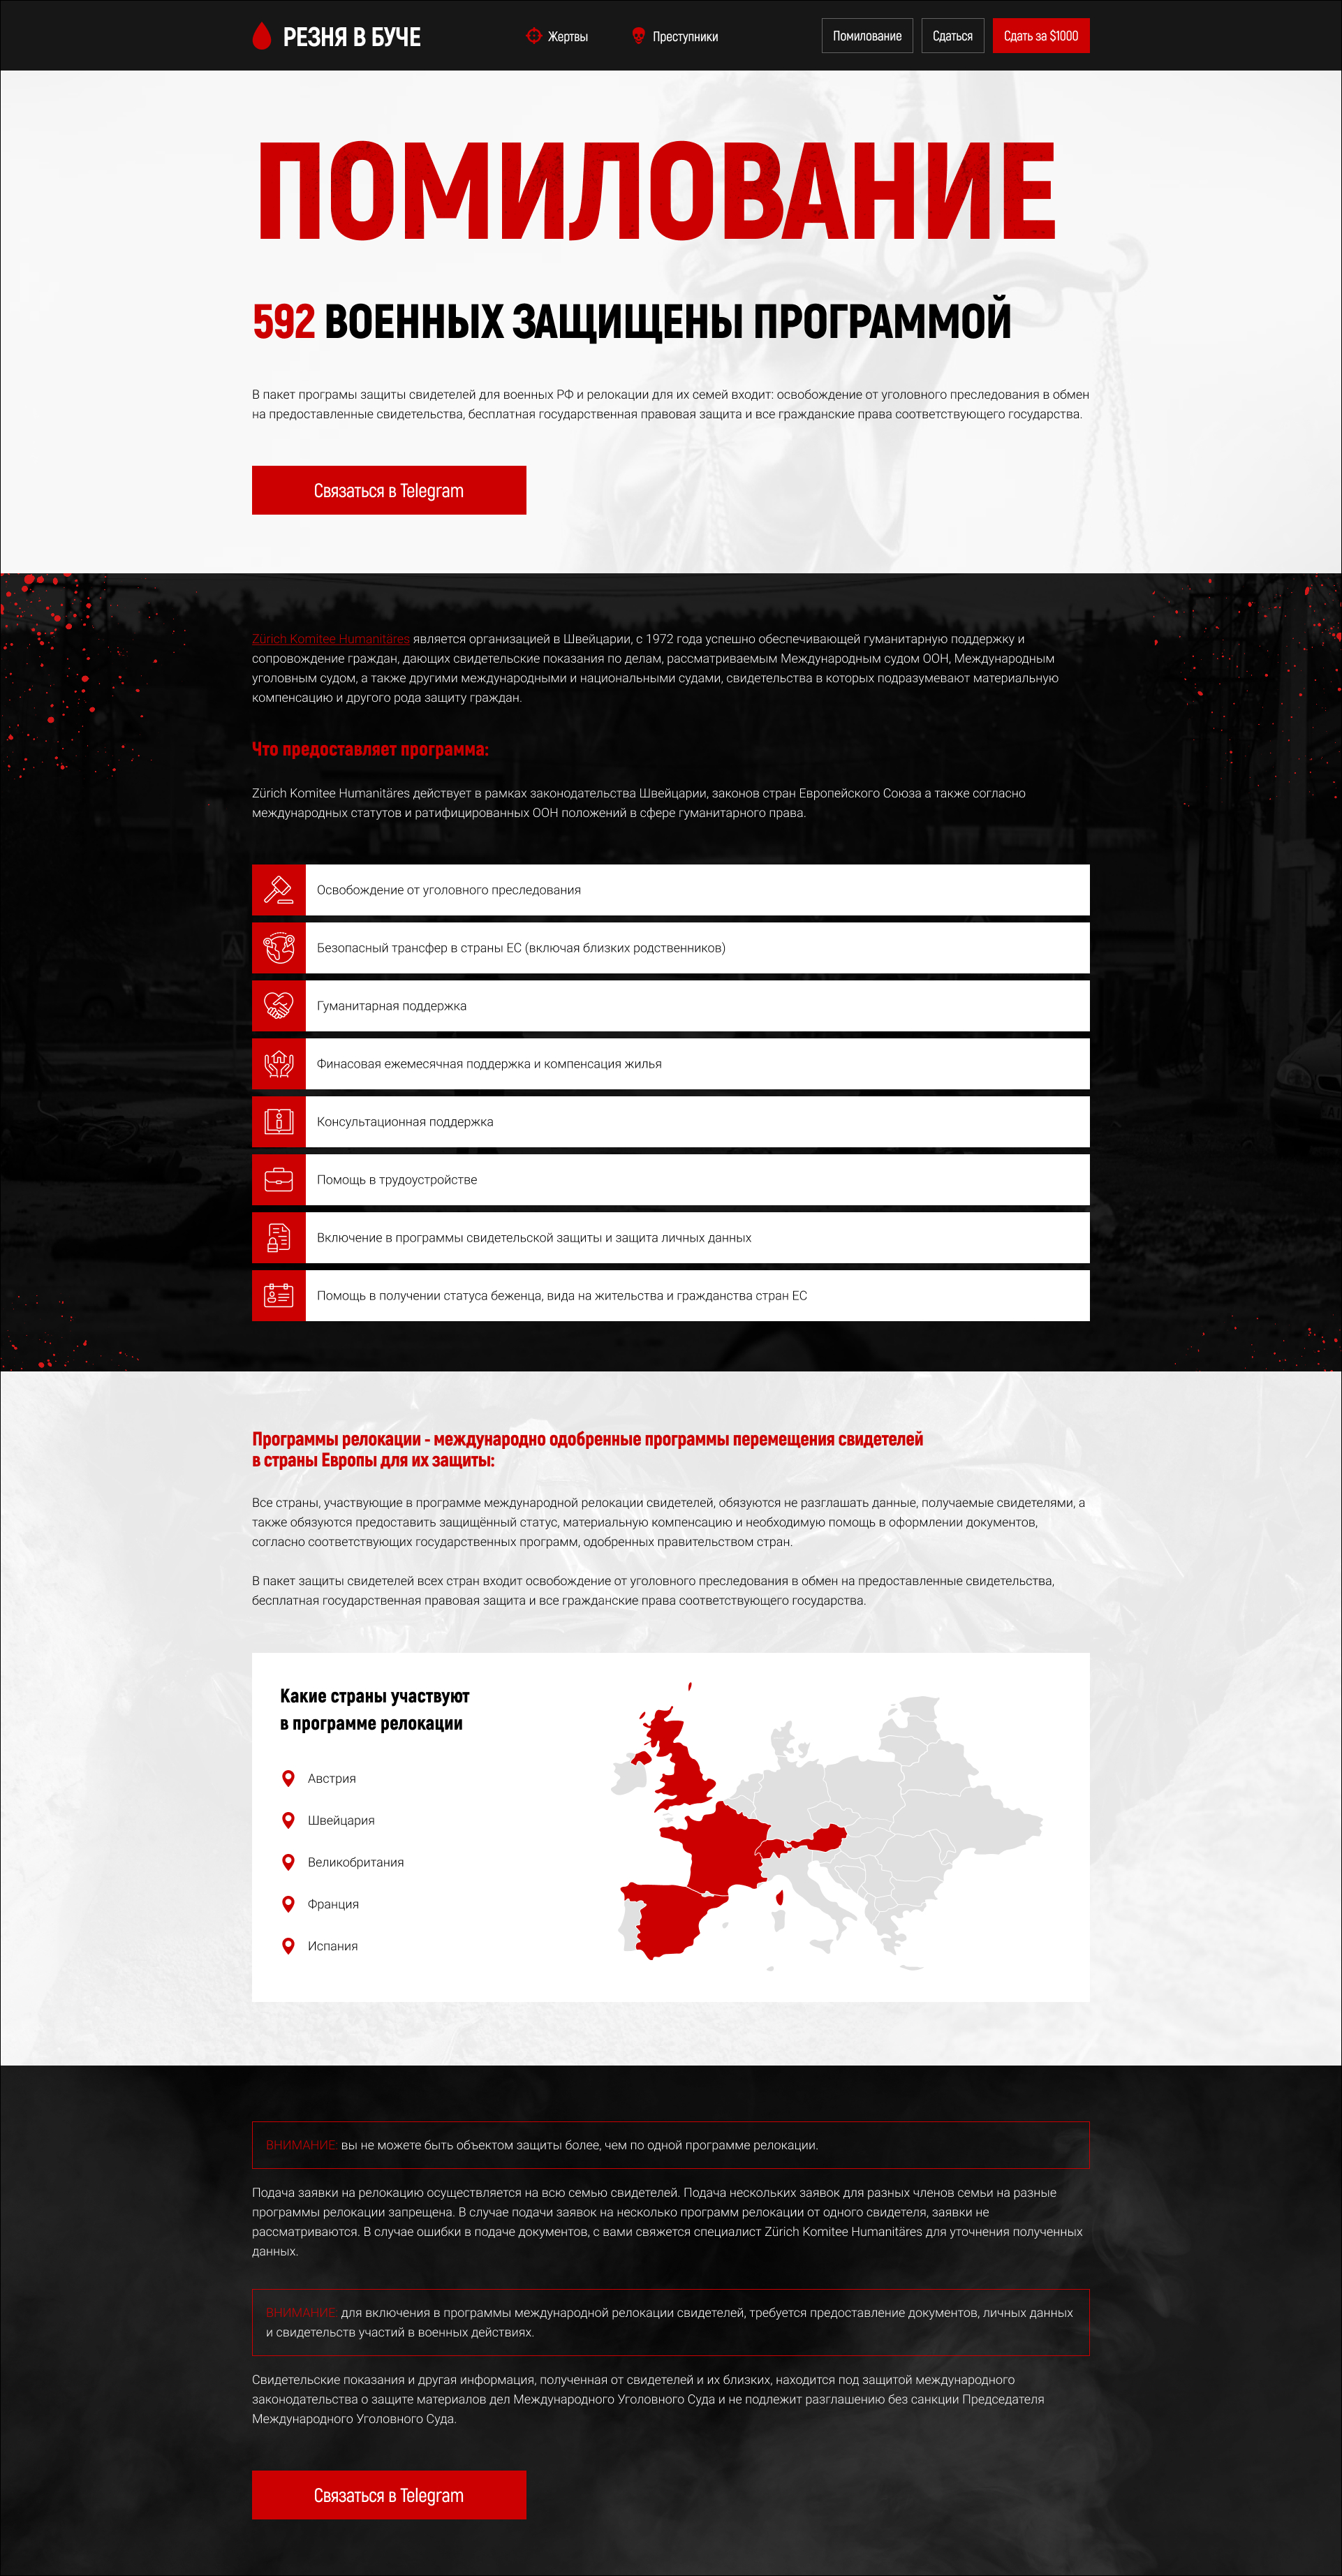 РЕЗНЯ В БУЧЕ
Жертвы
Преступники
Помилование
Сдаться
Сдать за $1000
ПОМИЛОВАНИЕ
592 ВОЕННЫХ ЗАЩИЩЕНЫ ПРОГРАММОЙ
В пакет програмы защиты свидетелей для военных РФ и релокации для их семей входит: освобождение от уголовного преследования в обмен
на предоставленные свидетельства, бесплатная государственная правовая защита и все гражданские права соответствующего государства.
Связаться в Telegram
Zürich Komitee Humanitäres является организацией в Швейцарии, с 1972 года успешно обеспечивающей гуманитарную поддержку и
сопровождение граждан, дающих свидетельские показания по делам, рассматриваемым Международным судом ООН, Международным
уголовным судом, а также другими международными и национальными судами, свидетельства в которых подразумевают материальную
компенсацию и другого рода защиту граждан.
Что предоставляет программа:
Zürich Komitee Humanitäres действует в рамках законодательства Швейцарии, законов стран Европейского Союза а также согласно
международных статутов и ратифицированных ООН положений в сфере гуманитарного права.
Освобождение от уголовного преследования
Безопасный трансфер в страны ЕС (включая близких родственников)
Гуманитарная поддержка
Финасовая ежемесячная поддержка и компенсация жилья
Консультационная поддержка
Помощь в трудоустройстве
Включение в программы свидетельской защиты и защита личных данных
Помощь в получении статуса беженца, вида на жительства и гражданства стран ЕС
Программы релокации - международно одобренные программы перемещения свидетелей
в страны Европы для их защиты:
Все страны, участвующие в программе международной релокации свидетелей, обязуются не разглашать данные, получаемые свидетелями, а
также обязуются предоставить защищённый статус, материальную компенсацию и необходимую помощь в оформлении документов,
согласно соответствующих государственных программ, одобренных правительством стран.
В пакет защиты свидетелей всех стран входит освобождение от уголовного преследования в обмен на предоставленные свидетельства,
бесплатная государственная правовая защита и все гражданские права соответствующего государства.
Какие страны участвуют
в программе релокации
Австрия
Швейцария
Великобритания
Франция
Испания
ВНИМАНИЕ: вы не можете быть объектом защиты более, чем по одной программе релокации.
Подача заявки на релокацию осуществляется на всю семью свидетелей. Подача нескольких заявок для разных членов семьи на разные
программы релокации запрещена. В случае подачи заявок на несколько программ релокации от одного свидетеля, заявки не
рассматриваются. В случае ошибки в подаче документов, с вами свяжется специалист Zürich Komitee Humanitäres для уточнения полученных
данных.
ВНИМАНИЕ: для включения в программы международной релокации свидетелей, требуется предоставление документов, личных данных
и свидетельств участий в военных действиях.
Свидетельские показания и другая информация, полученная от свидетелей и их близких, находится под защитой международного
законодательства о защите материалов дел Международного Уголовного Суда и не подлежит разглашению без санкции Председателя
Международного Уголовного Суда.
Связаться в Telegram